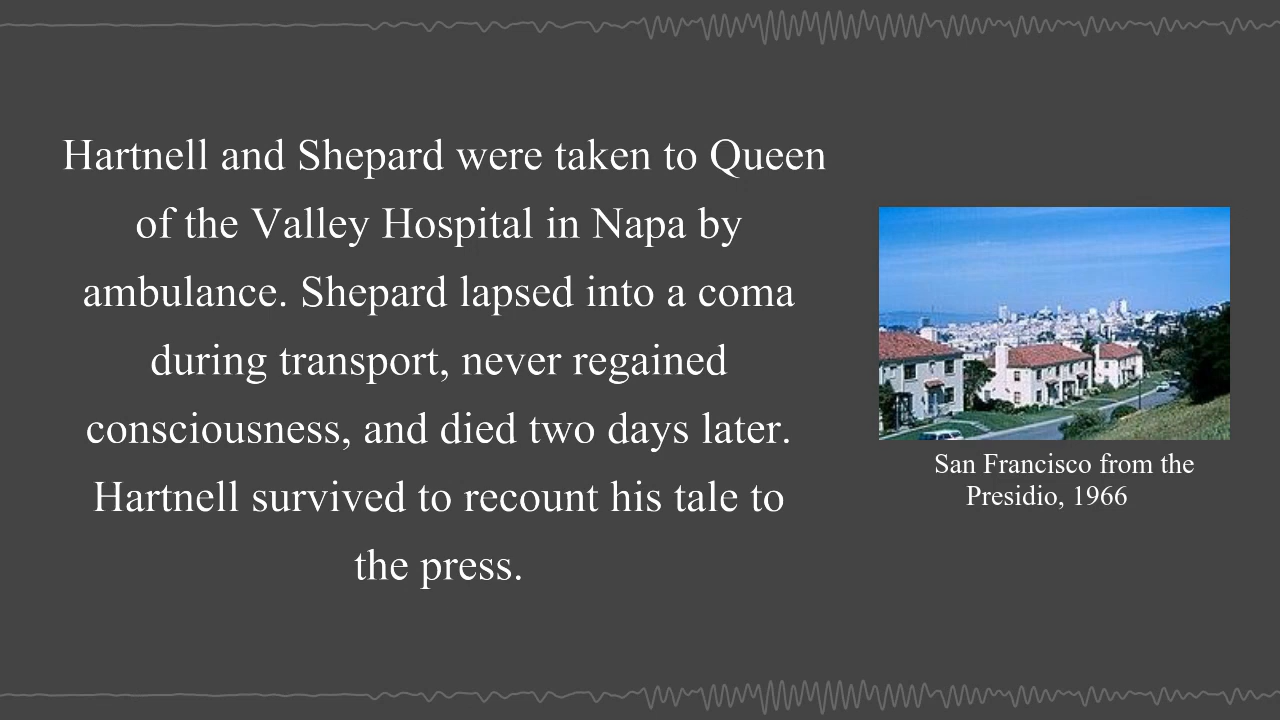 Hartnell and Shepard were taken to Queen
of the Valley Hospital in Napa by
ambulance. Shepard lapsed into a coma
during transport, never regained
consciousness, and died two days later.
Hartnell survived to recount his tale to
the press.
San Francisco from the
Presidio, 1966